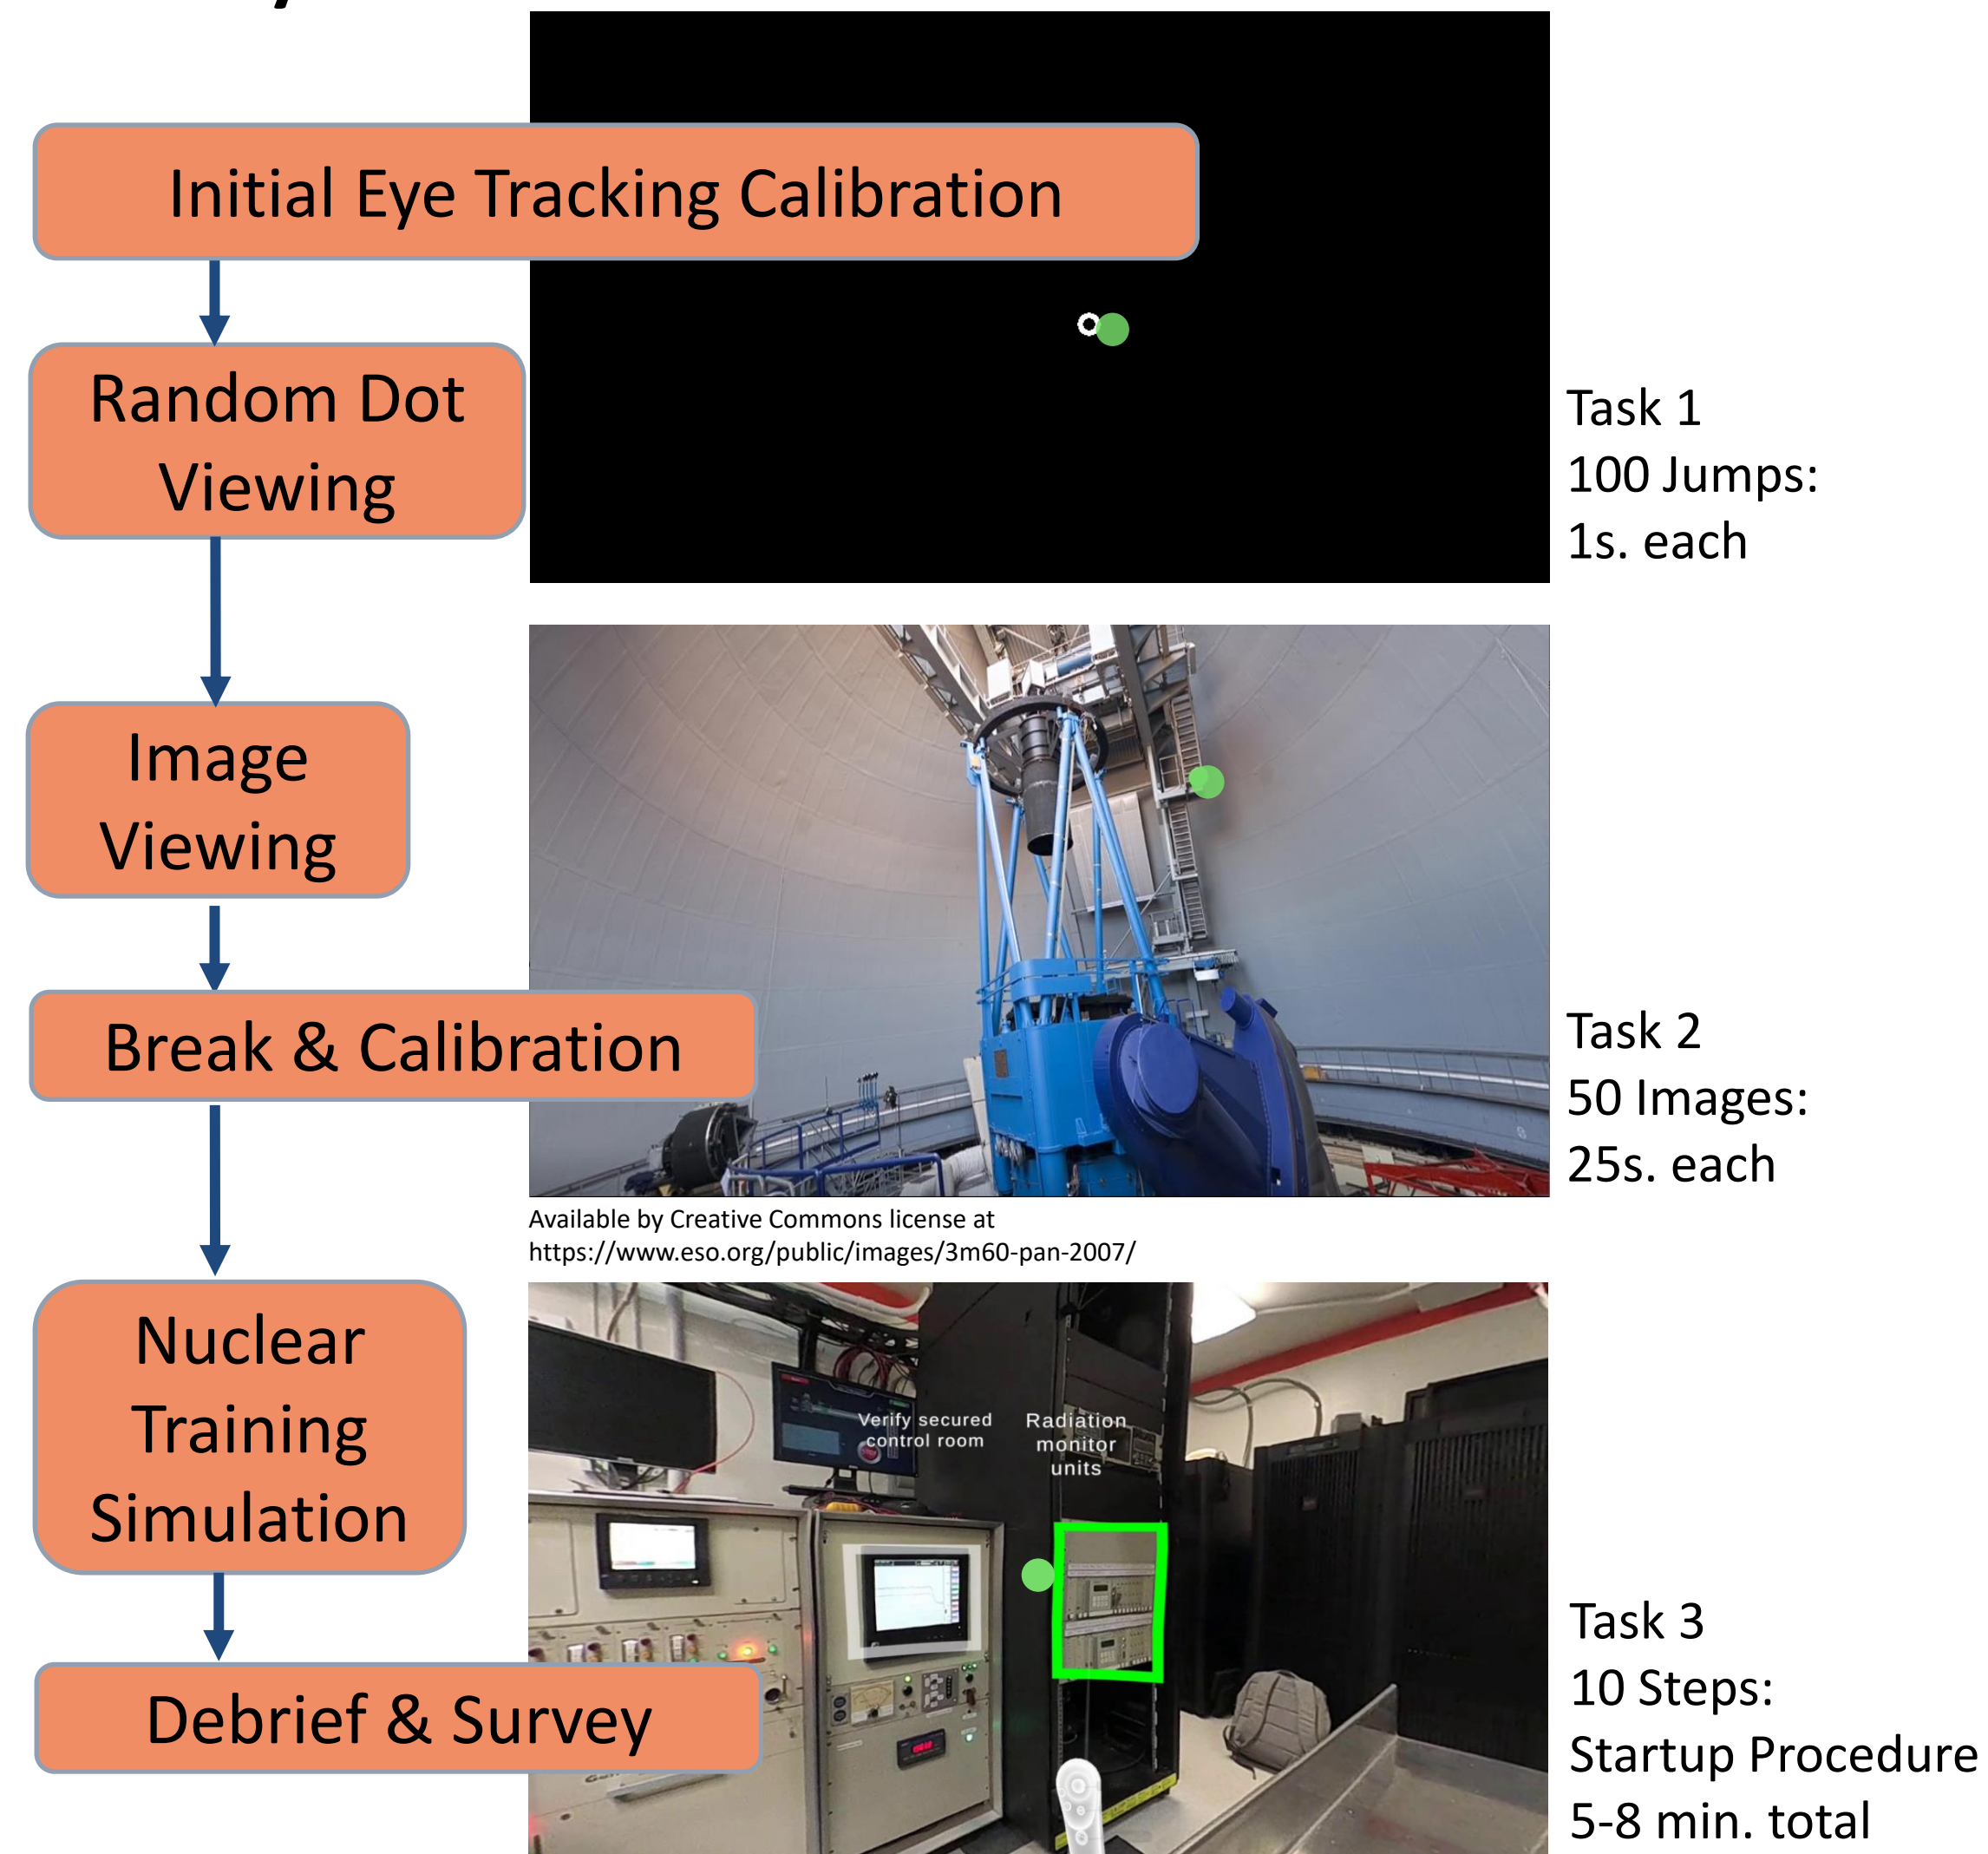 Initial Eye Tracking Calibration
Random Dot
Viewing
Task 1
100 Jumps:
1s. each
Image
Viewing
Break & Calibration
Task 2
50 Images:
25s. each
Available by Creative Commons license at
https://www.eso.org/public/images/3m60-pan-2007/
Nuclear
Training
Simulation
Verify secured
control room
Radiation
monitor
units
Debrief & Survey
Task 3
10 Steps:
Startup Procedure
5-8 min. total